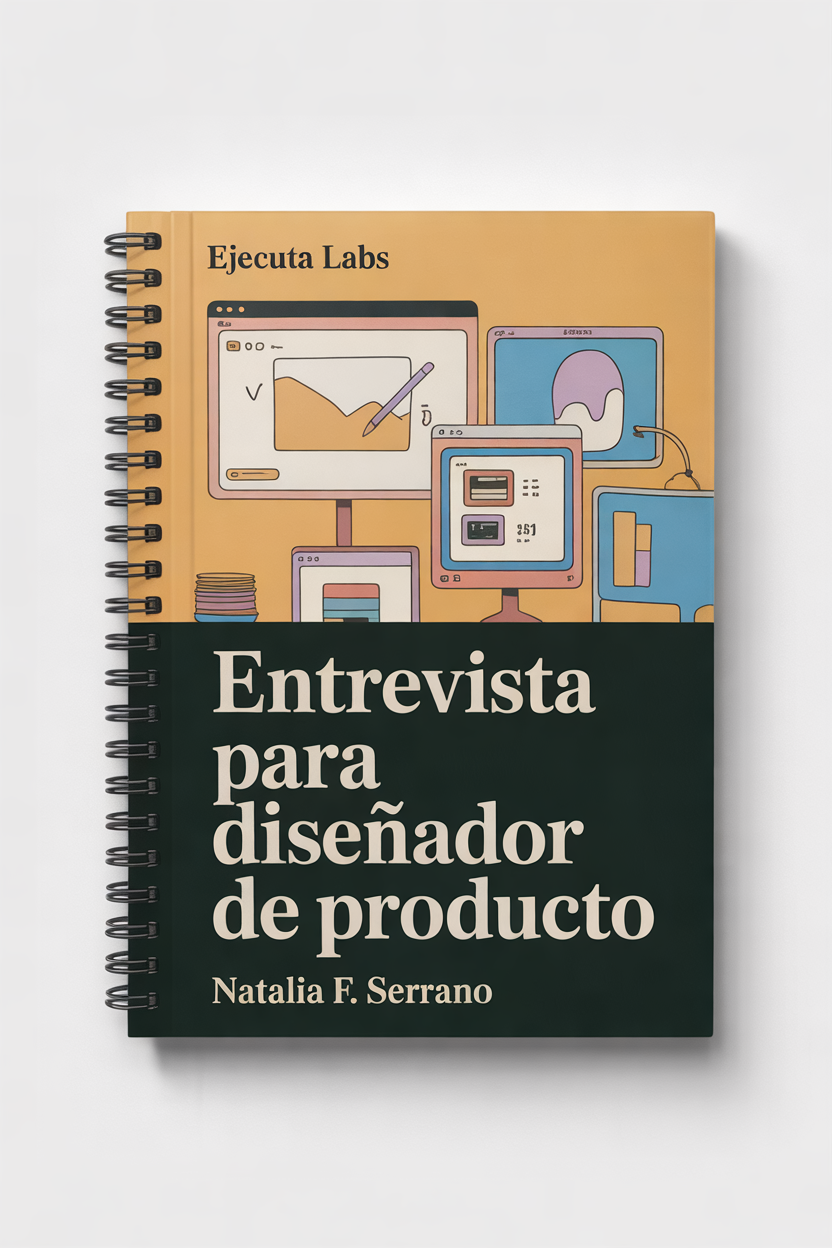 Ejecuta Labs
Entrevista
para
diseñador
de producto
Natalia F. Serrano